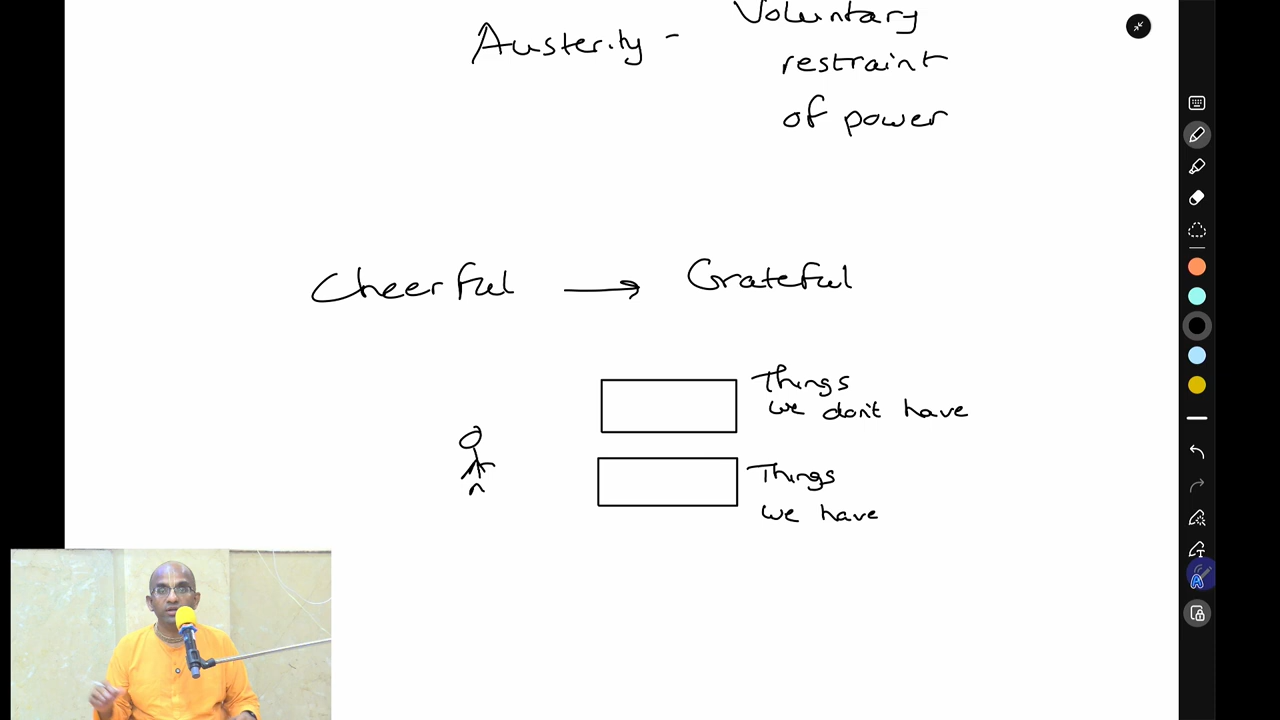 Voluntary
Austerity - restraint
of power
Cheerful → Grateful
Things
we don't have
Things
we have